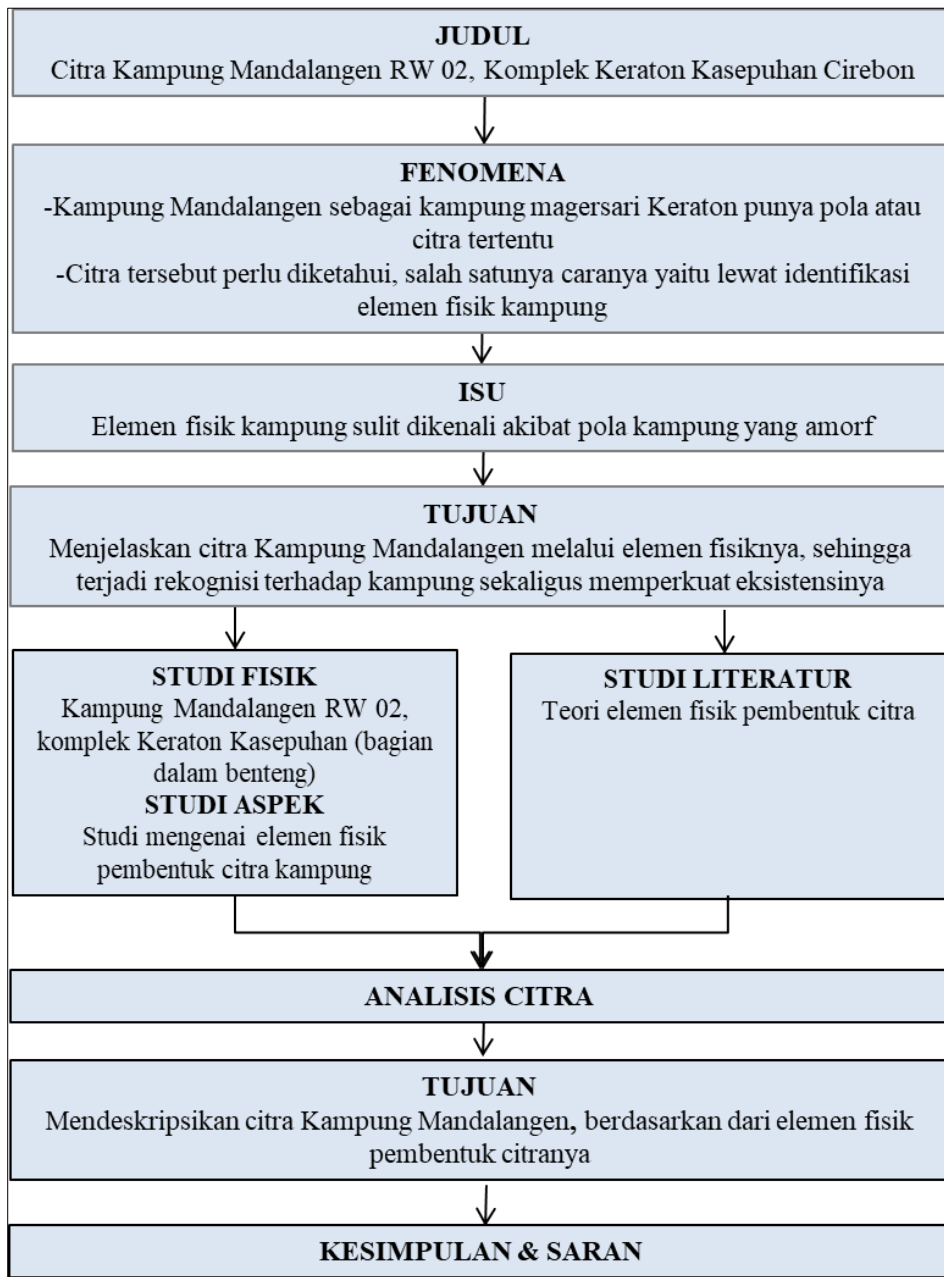 JUDUL
Citra Kampung Mandalangen RW 02, Komplek Keraton Kasepuhan Cirebon
FENOMENA
-Kampung Mandalangen sebagai kampung magersari Keraton punya pola atau
citra tertentu
-Citra tersebut perlu diketahui, salah satunya caranya yaitu lewat identifikasi
elemen fisik kampung
ISU
Elemen fisik kampung sulit dikenali akibat pola kampung yang amorf
TUJUAN
Menjelaskan citra Kampung Mandalangen melalui elemen fisiknya, sehingga
terjadi rekognisi terhadap kampung sekaligus memperkuat eksistensinya
STUDI FISIK
Kampung Mandalangen RW 02,
komplek Keraton Kasepuhan (bagian
dalam benteng)
STUDI ASPEK
Studi mengenai elemen fisik
pembentuk citra kampung
STUDI LITERATUR
Teori elemen fisik pembentuk citra
ANALISIS CITRA
TUJUAN
Mendeskripsikan citra Kampung Mandalangen, berdasarkan dari elemen fisik
pembentuk citranya
KESIMPULAN & SARAN